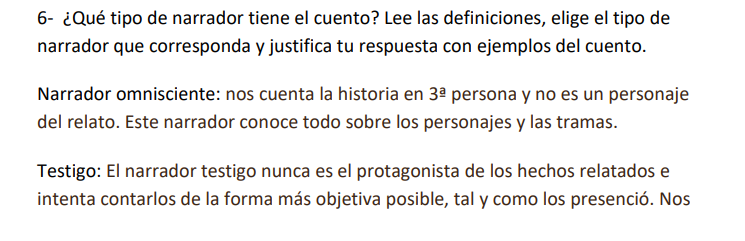 6- ¿Qué tipo de narrador tiene el cuento? Lee las definiciones, elige el tipo de
narrador que corresponda y justifica tu respuesta con ejemplos del cuento.
Narrador omnisciente: nos cuenta la historia en 3ª persona y no es un personaje
del relato. Este narrador conoce todo sobre los personajes y las tramas.
Testigo: El narrador testigo nunca es el protagonista de los hechos relatados e
intenta contarlos de la forma más objetiva posible, tal y como los presenció. Nos